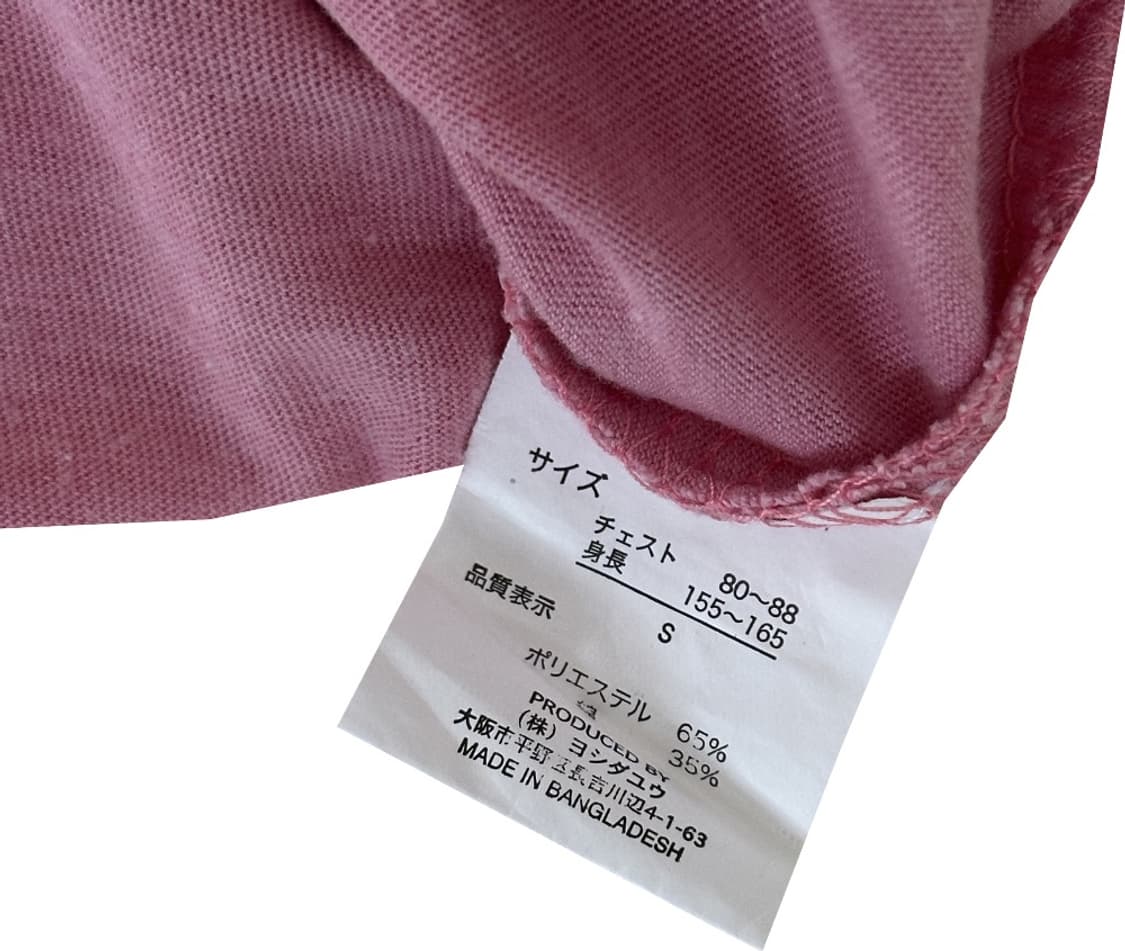 サイズ
チェスト 80〜88
身長 155〜165
S
品質表示
ポリエステル 65%
綿 35%
PRODUCED BY
(株) ヨシダユウ
大阪市平野区長吉川辺4-1-63
MADE IN BANGLADESH